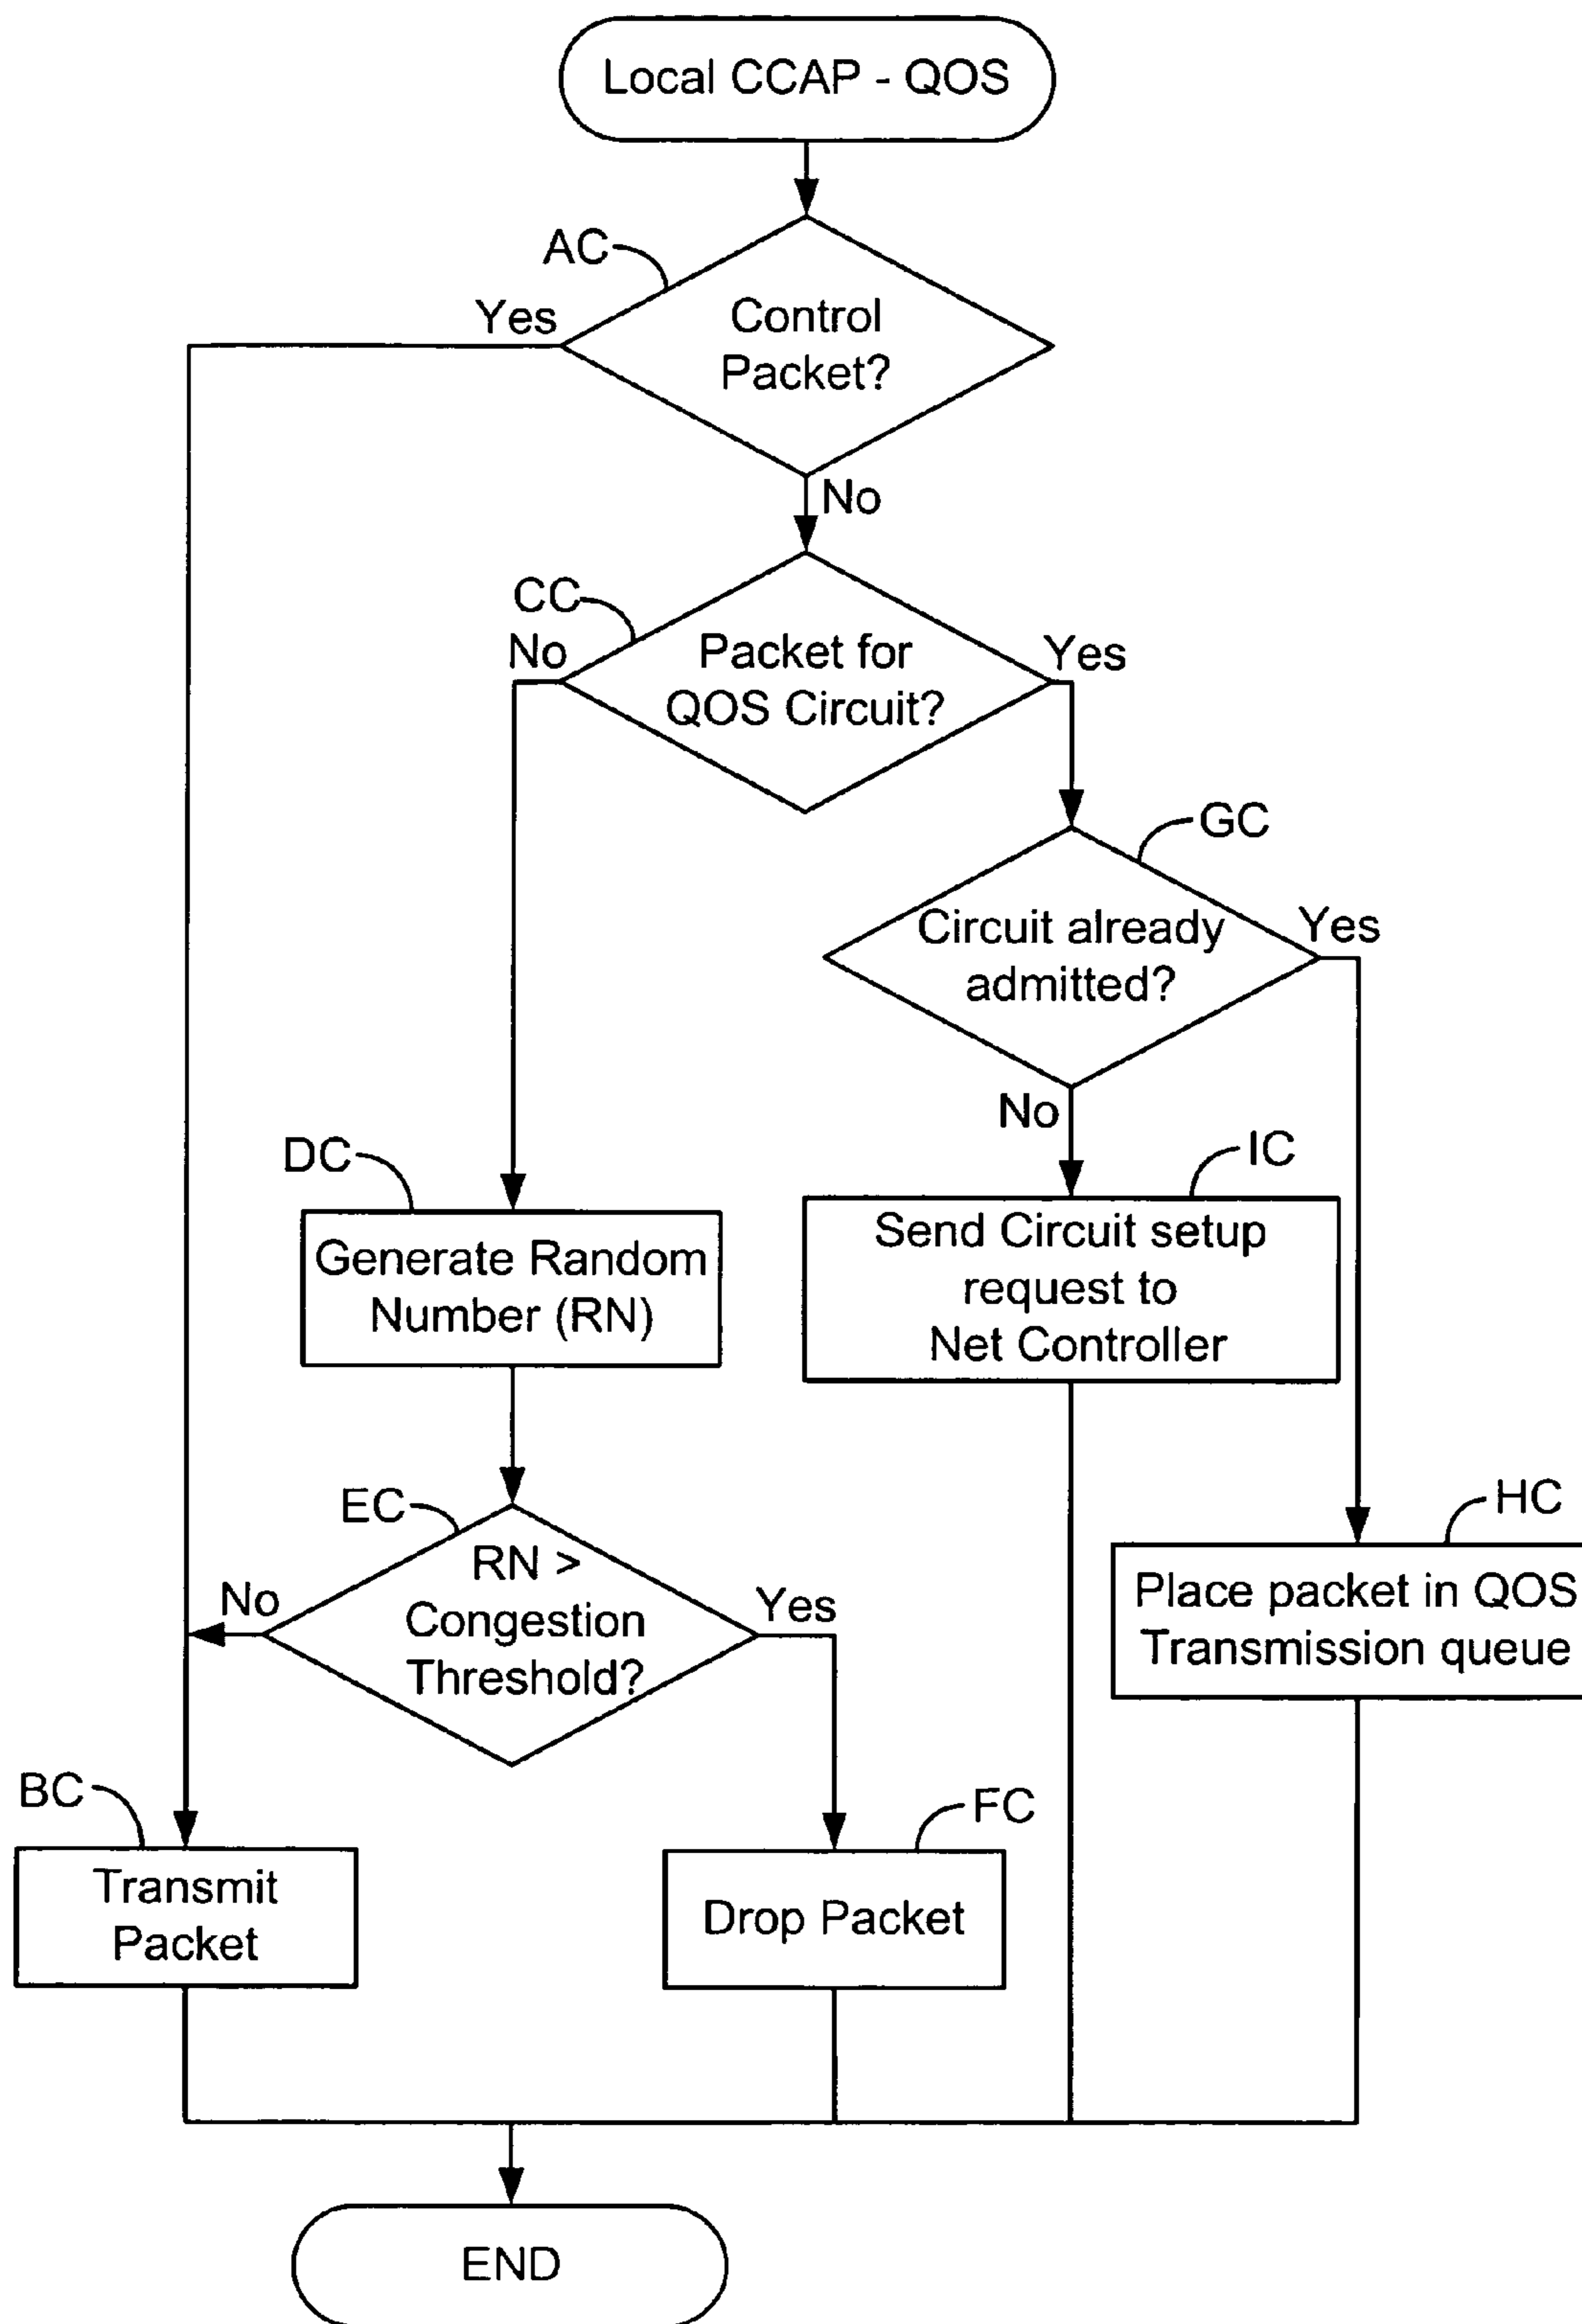 Local CCAP - QOS
AC
Yes
Control
Packet?
No
CC
No
Packet for
QOS Circuit?
Yes
GC
Circuit already
admitted?
Yes
No
DC
IC
Generate Random
Number (RN)
Send Circuit setup
request to
Net Controller
EC
RN >
Congestion
Threshold?
No
Yes
HC
Place packet in QOS
Transmission queue
BC
FC
Transmit
Packet
Drop Packet
END